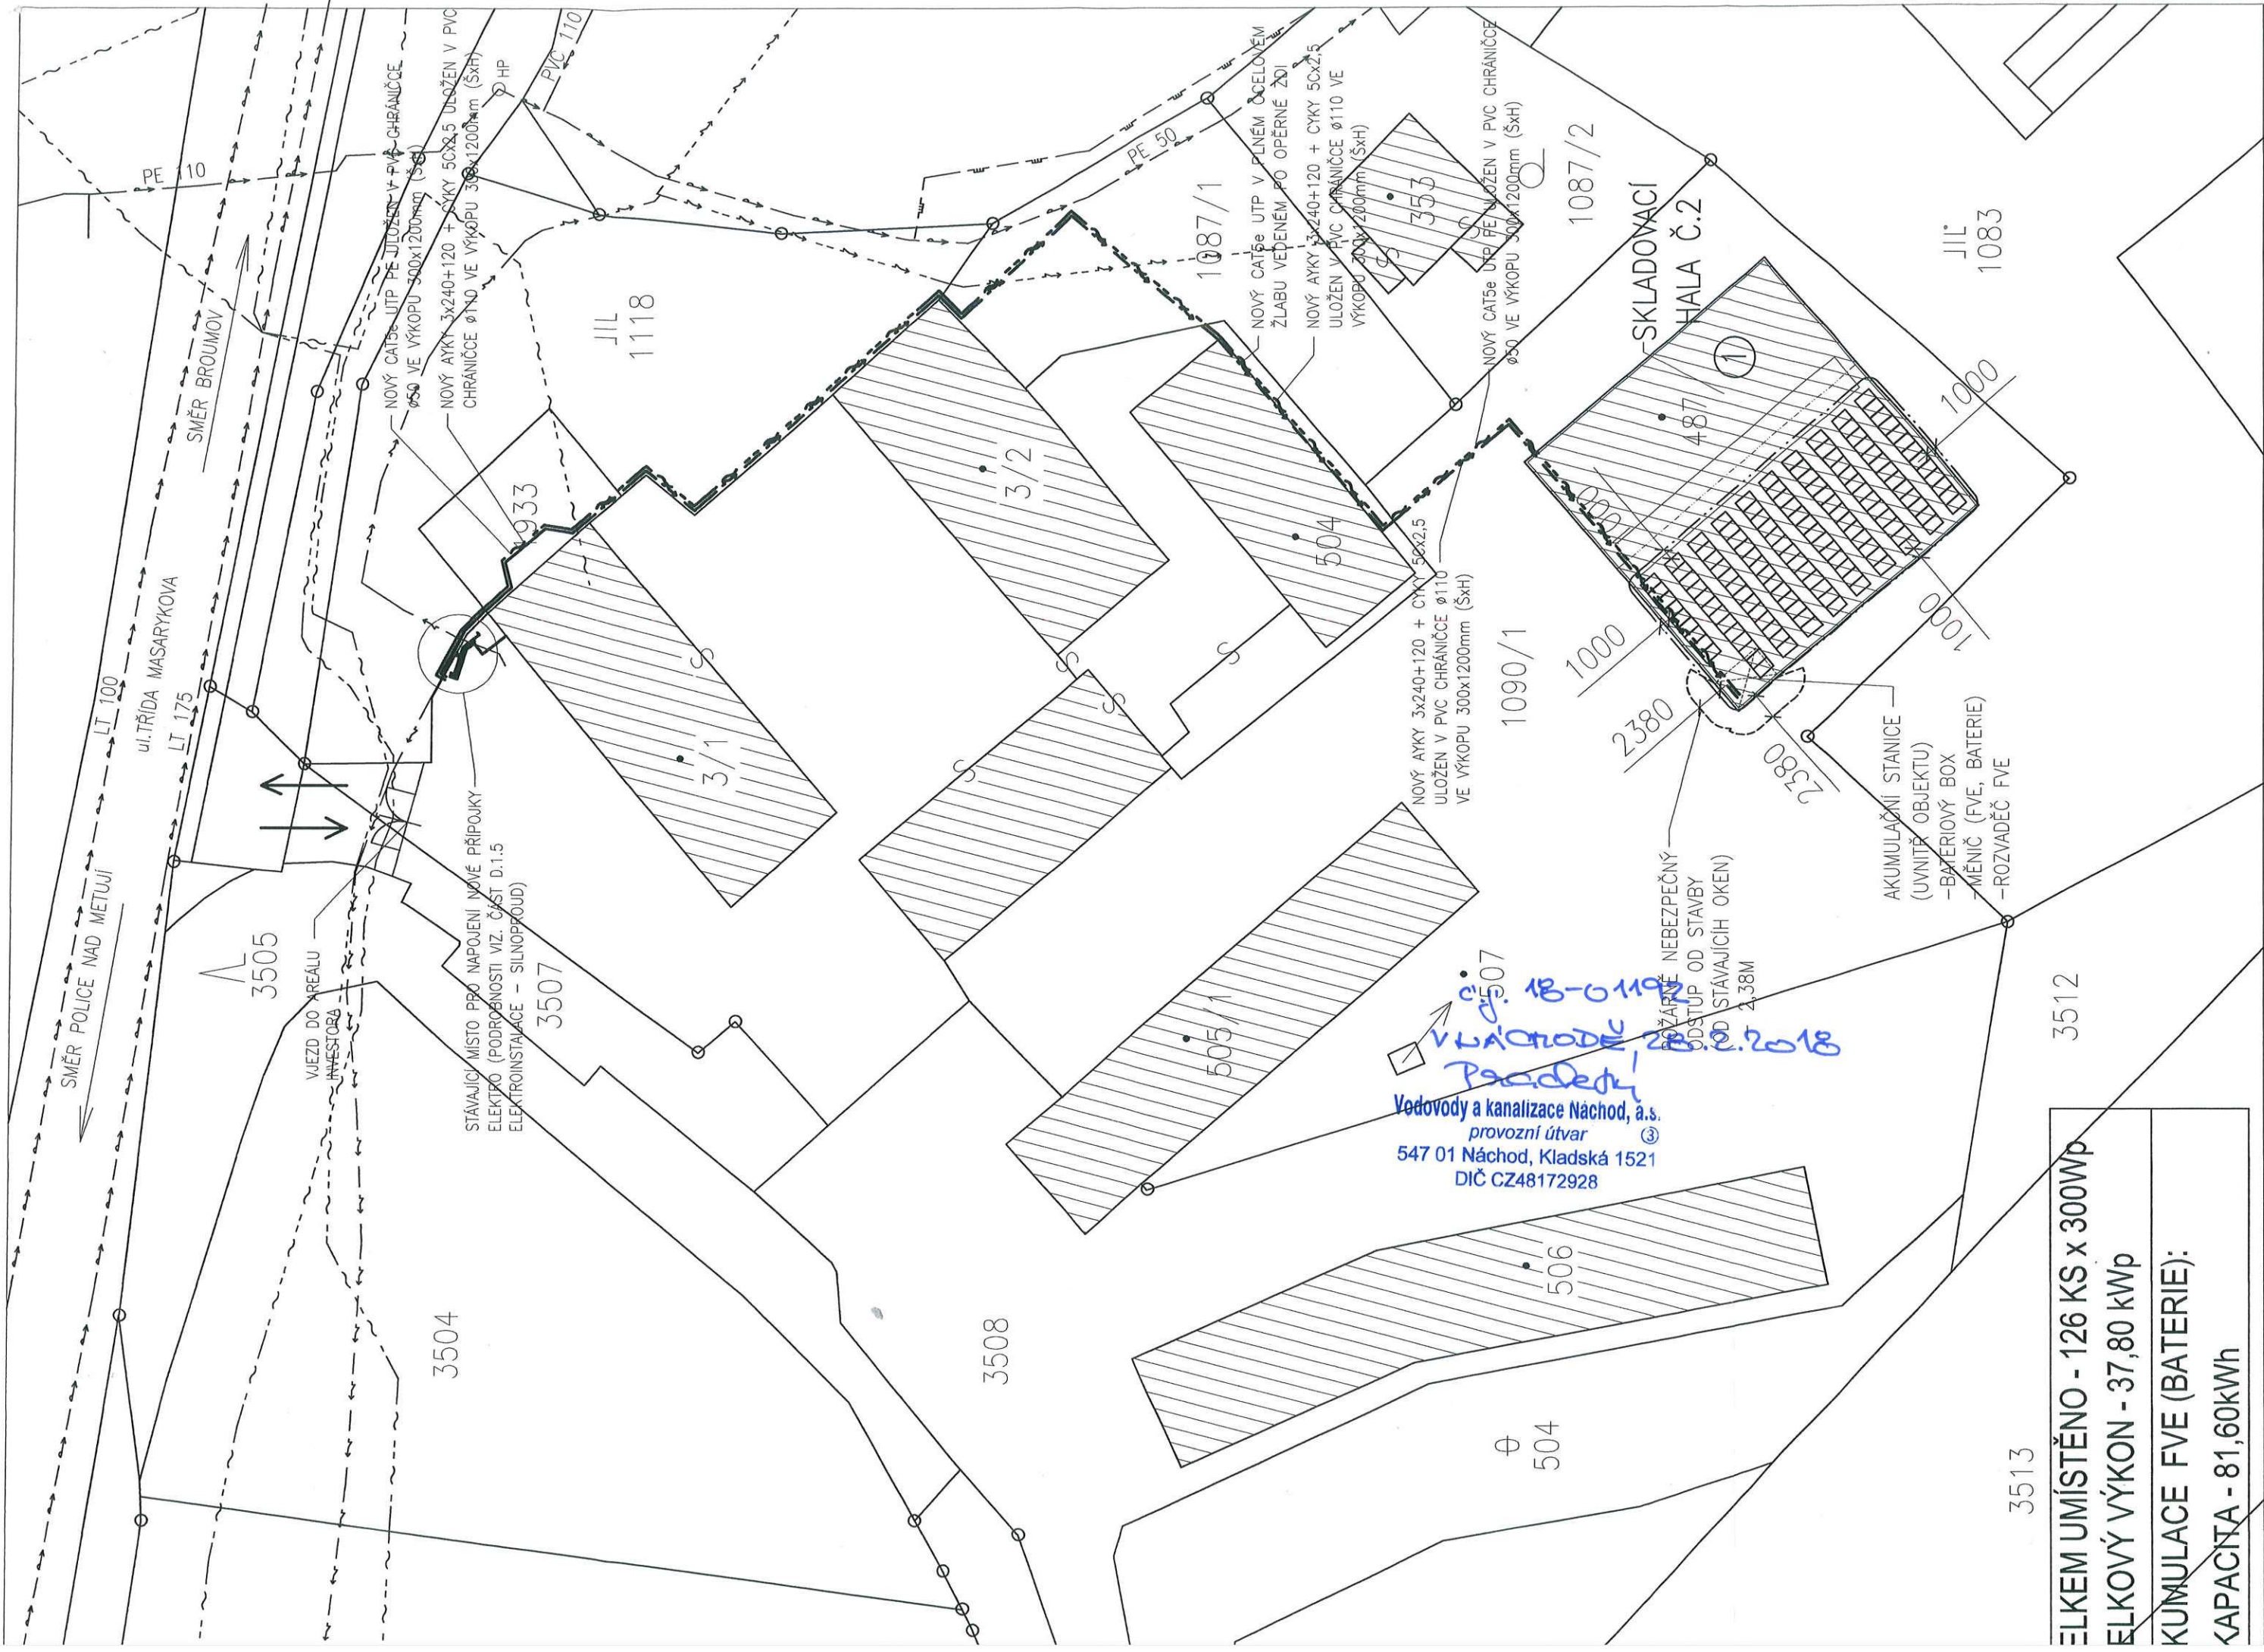 LT 100
ul.TŘÍDA MASARYKOVA
LT 175
SMĚR POLICE NAD METUJÍ
SMĚR BROUMOV
PE 110
PVC 110
HP
PE 50
NOVÝ CAT5e UTP PE ULOŽEN V PVC CHRÁNIČCE
ø50 VE VÝKOPU 300x1200mm (ŠxH)
NOVÝ AYKY 3x240+120 + CYKY 5Cx2,5 ULOŽEN V PVC
CHRÁNIČCE ø110 VE VÝKOPU 300x1200mm (ŠxH)
1118
933
3/1
3/2
504
1087/1
NOVÝ CAT5e UTP V PLNÉM OCELOVÉM
ŽLABU VEDENÉM PO OPĚRNÉ ZDI
NOVÝ AYKY 3x240+120 + CYKY 5Cx2,5
ULOŽEN V PVC CHRÁNIČCE ø110 VE
VÝKOPU 300x1200mm (ŠxH)
353
NOVÝ CAT5e UTP PE ULOŽEN V PVC CHRÁNIČCE
ø50 VE VÝKOPU 300x1200mm (ŠxH)
1087/2
SKLADOVACÍ
HALA Č.2
1
487
1083
1000
1000
1000
2380
2380
NOVÝ AYKY 3x240+120 + CYKY 5Cx2,5
ULOŽEN V PVC CHRÁNIČCE ø110
VE VÝKOPU 300x1200mm (ŠxH)
1090/1
AKUMULAČNÍ STANICE
(UVNITŘ OBJEKTU)
-BATERIOVÝ BOX
-MĚNIČ (FVE, BATERIE)
-ROZVADĚČ FVE
POŽÁRNĚ NEBEZPEČNÝ
ODSTUP OD STAVBY
(OD STÁVAJÍCÍCH OKEN)
- 2,38M
VJEZD DO AREÁLU
INVESTORA
STÁVAJÍCÍ MÍSTO PRO NAPOJENÍ NOVÉ PŘÍPOJKY
ELEKTRO (PODROBNOSTI VIZ. ČÁST D.1.5
ELEKTROINSTALACE - SILNOPROUD)
3505
3507
3504
3508
505/1
507
506
504
3512
3513
č.j. 18-01192
V NÁCHODĚ, 28.2.2018
Vodovody a kanalizace Náchod, a.s.
provozní útvar ③
547 01 Náchod, Kladská 1521
DIČ CZ48172928
ELKEM UMÍSTĚNO - 126 KS x 300Wp
ELKOVÝ VÝKON - 37,80 kWp
KUMULACE FVE (BATERIE):
KAPACITA - 81,60kWh